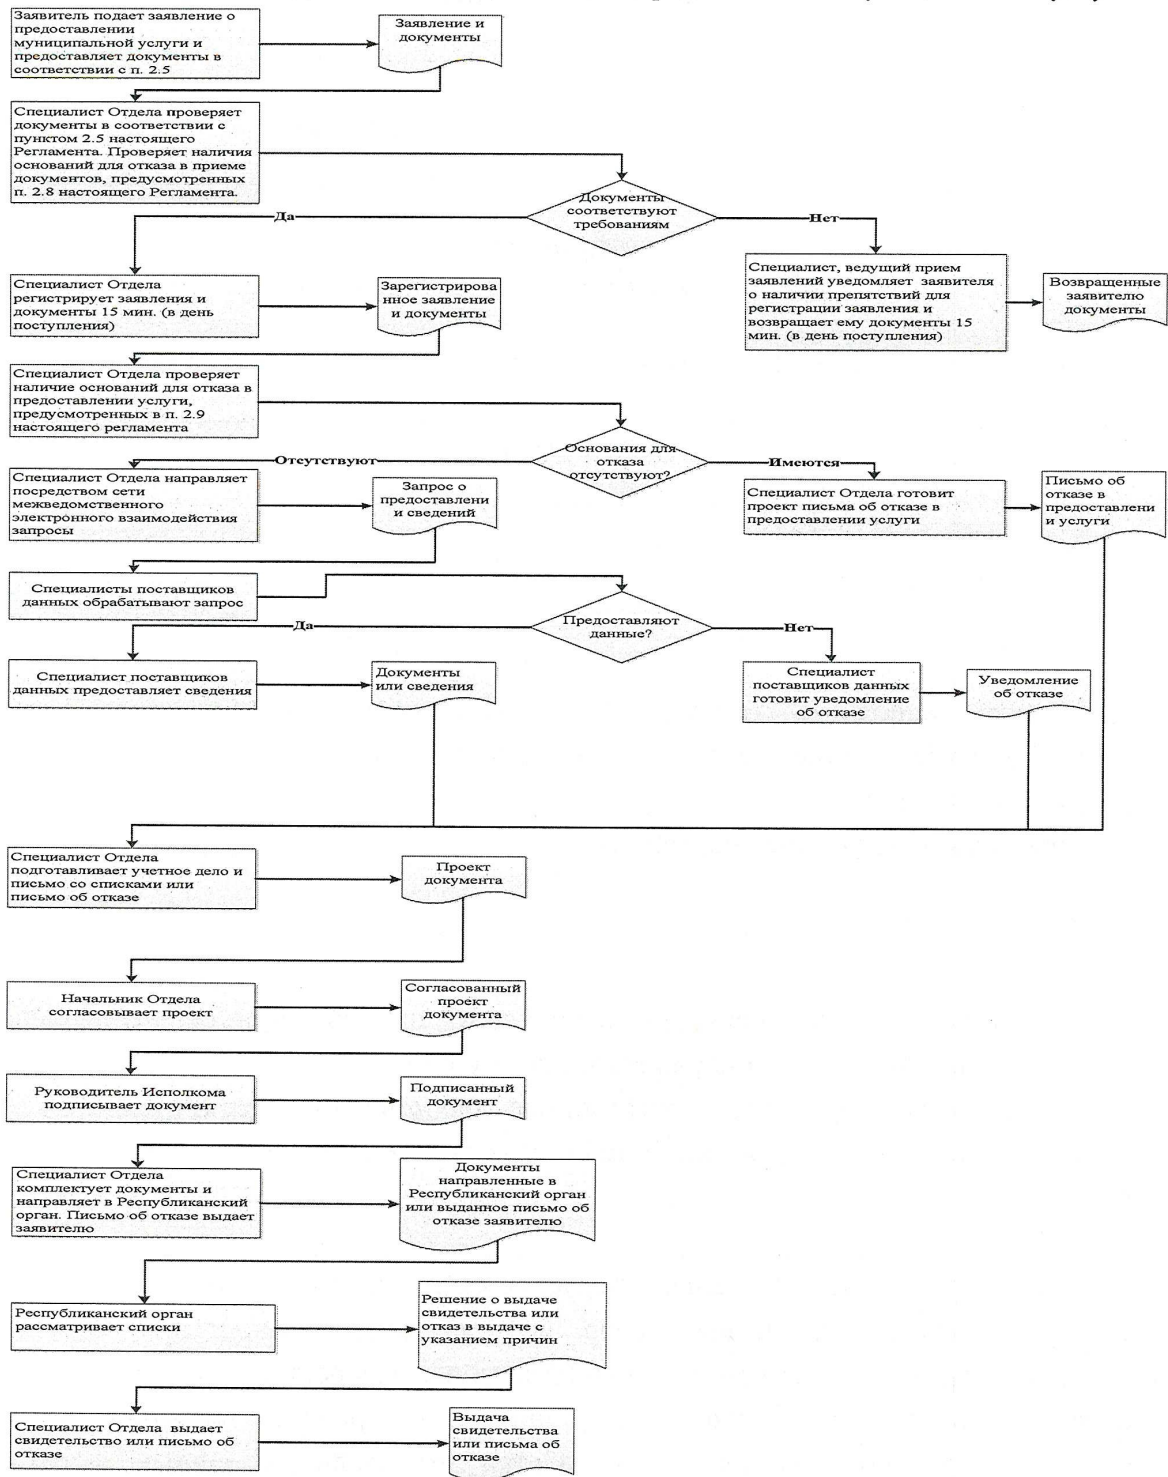 Заявитель подает заявление о
предоставлении
муниципальной услуги и
предоставляет документы в
соответствии с п. 2.5
Заявление и
документы
Специалист Отдела проверяет
документы в соответствии с
пунктом 2.5 настоящего
Регламента. Проверяет наличия
оснований для отказа в приеме
документов, предусмотренных
п. 2.8 настоящего Регламента.
Документы
соответствуют
требованиям
Да
Нет
Специалист Отдела
регистрирует заявления и
документы 15 мин. (в день
поступления)
Зарегистрирова
нное заявление
и документы
Специалист, ведущий прием
заявлений уведомляет заявителя
о наличии препятствий для
регистрации заявления и
возвращает ему документы 15
мин. (в день поступления)
Возвращенные
заявителю
документы
Специалист Отдела проверяет
наличие оснований для отказа в
предоставлении услуги,
предусмотренных в п. 2.9
настоящего регламента
Основания для
отказа
отсутствуют?
Отсутствуют
Имеются
Специалист Отдела направляет
посредством сети
межведомственного
электронного взаимодействия
запросы
Запрос о
предоставлени
и сведений
Специалист Отдела готовит
проект письма об отказе в
предоставлении услуги
Письмо об
отказе в
предоставлени
и услуги
Специалисты поставщиков
данных обрабатывают запрос
Предоставляют
данные?
Да
Нет
Специалист поставщиков
данных предоставляет сведения
Документы
или сведения
Специалист
поставщиков данных
готовит уведомление
об отказе
Уведомление
об отказе
Специалист Отдела
подготавливает учетное дело и
письмо со списками или
письмо об отказе
Проект
документа
Начальник Отдела
согласовывает проект
Согласованный
проект
документа
Руководитель Исполкома
подписывает документ
Подписанный
документ
Специалист Отдела
комплектует документы и
направляет в Республиканский
орган. Письмо об отказе выдает
заявителю
Документы
направленные в
Республиканский орган
или выданное письмо об
отказе заявителю
Республиканский орган
рассматривает списки
Решение о выдаче
свидетельства или
отказ в выдаче с
указанием причин
Специалист Отдела выдает
свидетельство или письмо об
отказе
Выдача
свидетельства
или письма об
отказе